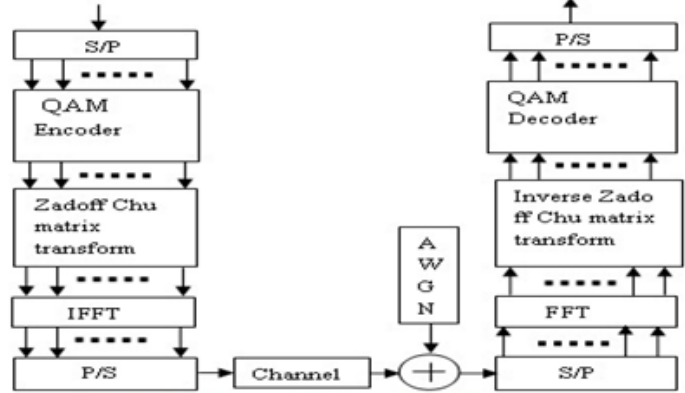 S/P
QAM
Encoder
Zadoff Chu
matrix
transform
IFFT
P/S
Channel
A
W
G
N
+
P/S
QAM
Decoder
Inverse Zado
ff Chu matrix
transform
FFT
S/P